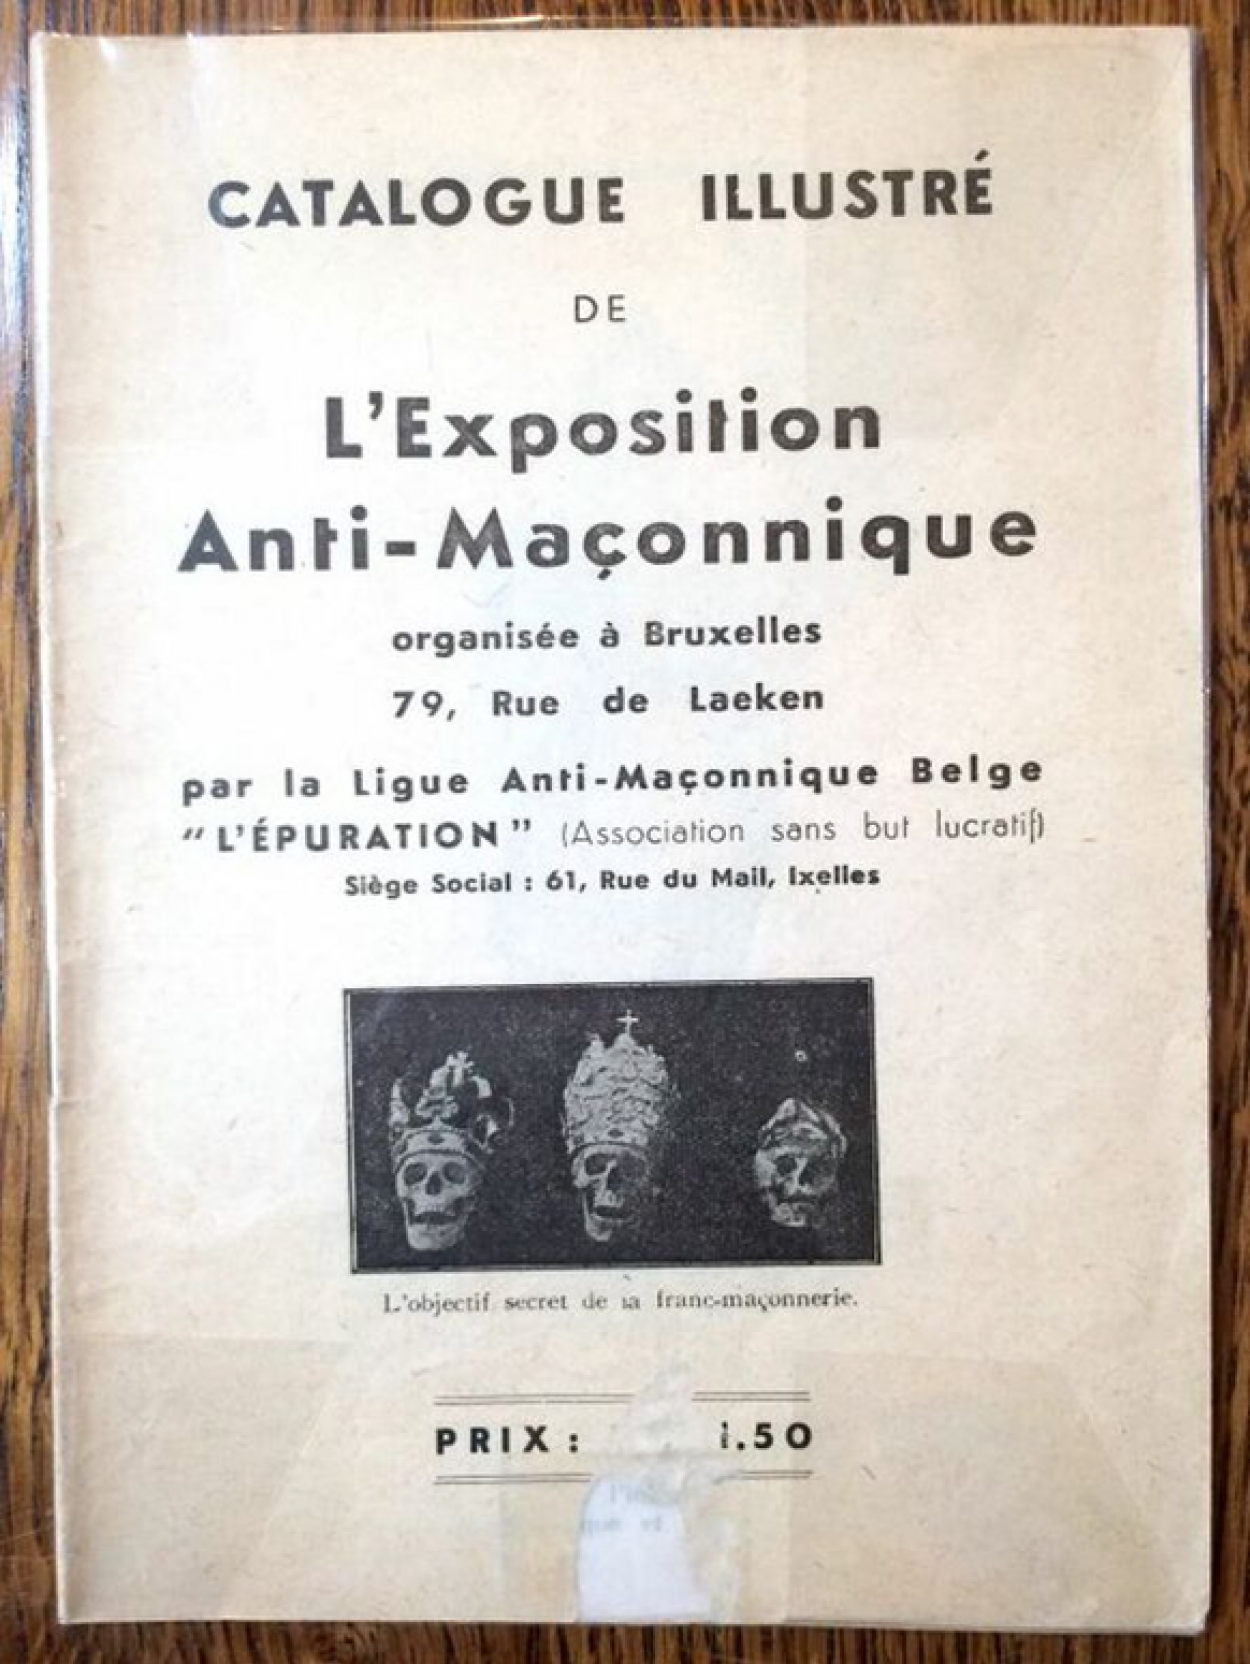 CATALOGUE ILLUSTRÉ
DE
L'Exposition
Anti-Maçonnique
organisée à Bruxelles
79, Rue de Laeken
par la Ligue Anti-Maçonnique Belge
"L'ÉPURATION" (Association sans but lucratif)
Siège Social : 61, Rue du Mail, Ixelles
L'objectif secret de la franc-maçonnerie.
PRIX : .50